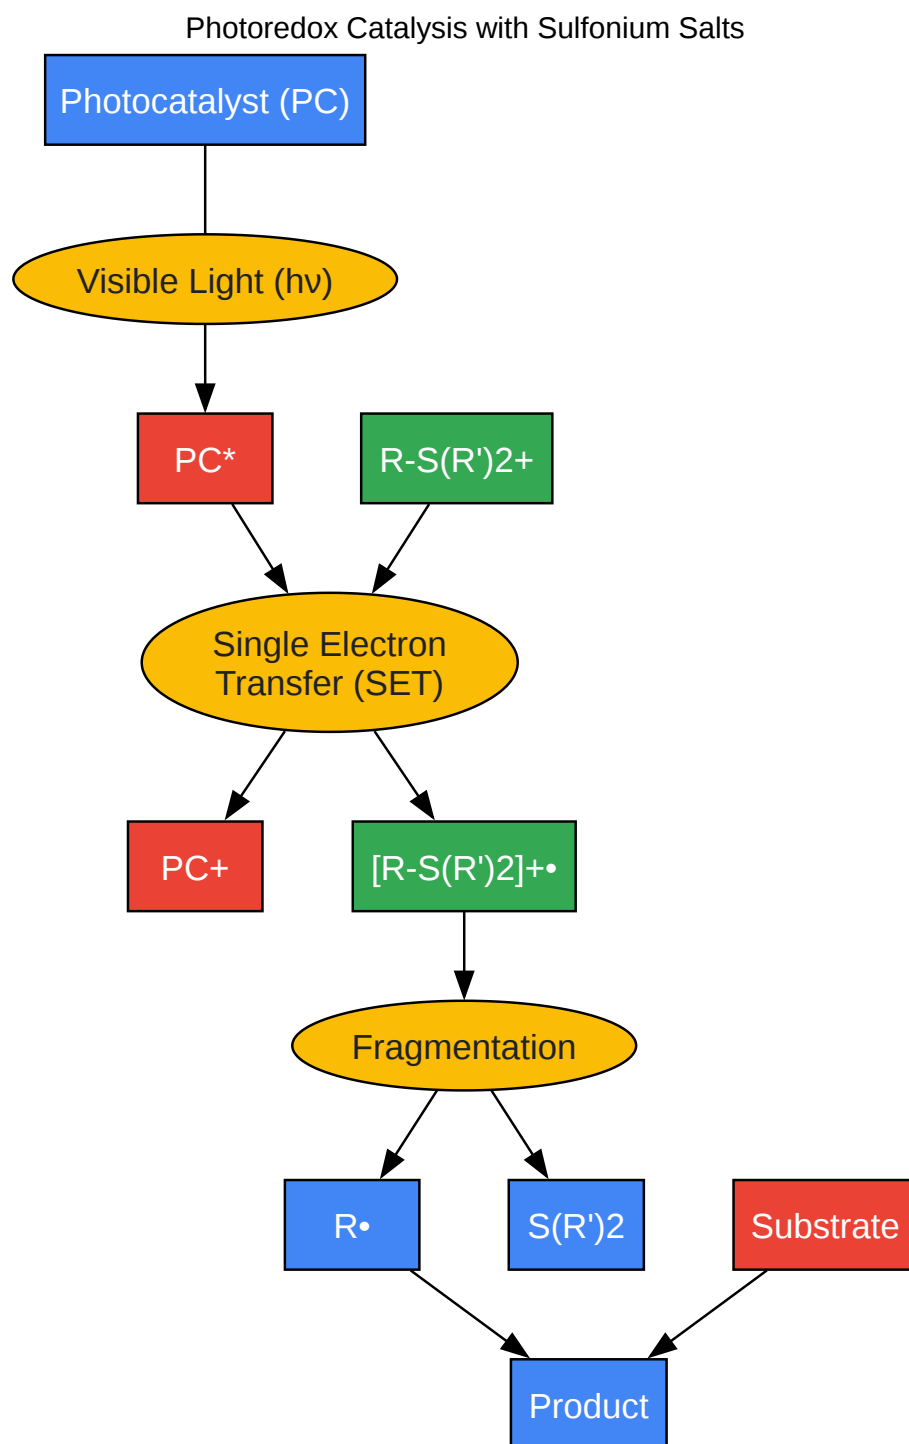 Photoredox Catalysis with Sulfonium Salts
Photocatalyst (PC)
Visible Light (hν)
PC*
R-S(R')2+
Single Electron
Transfer (SET)
PC+
[R-S(R')2]+•
Fragmentation
R•
S(R')2
Substrate
Product